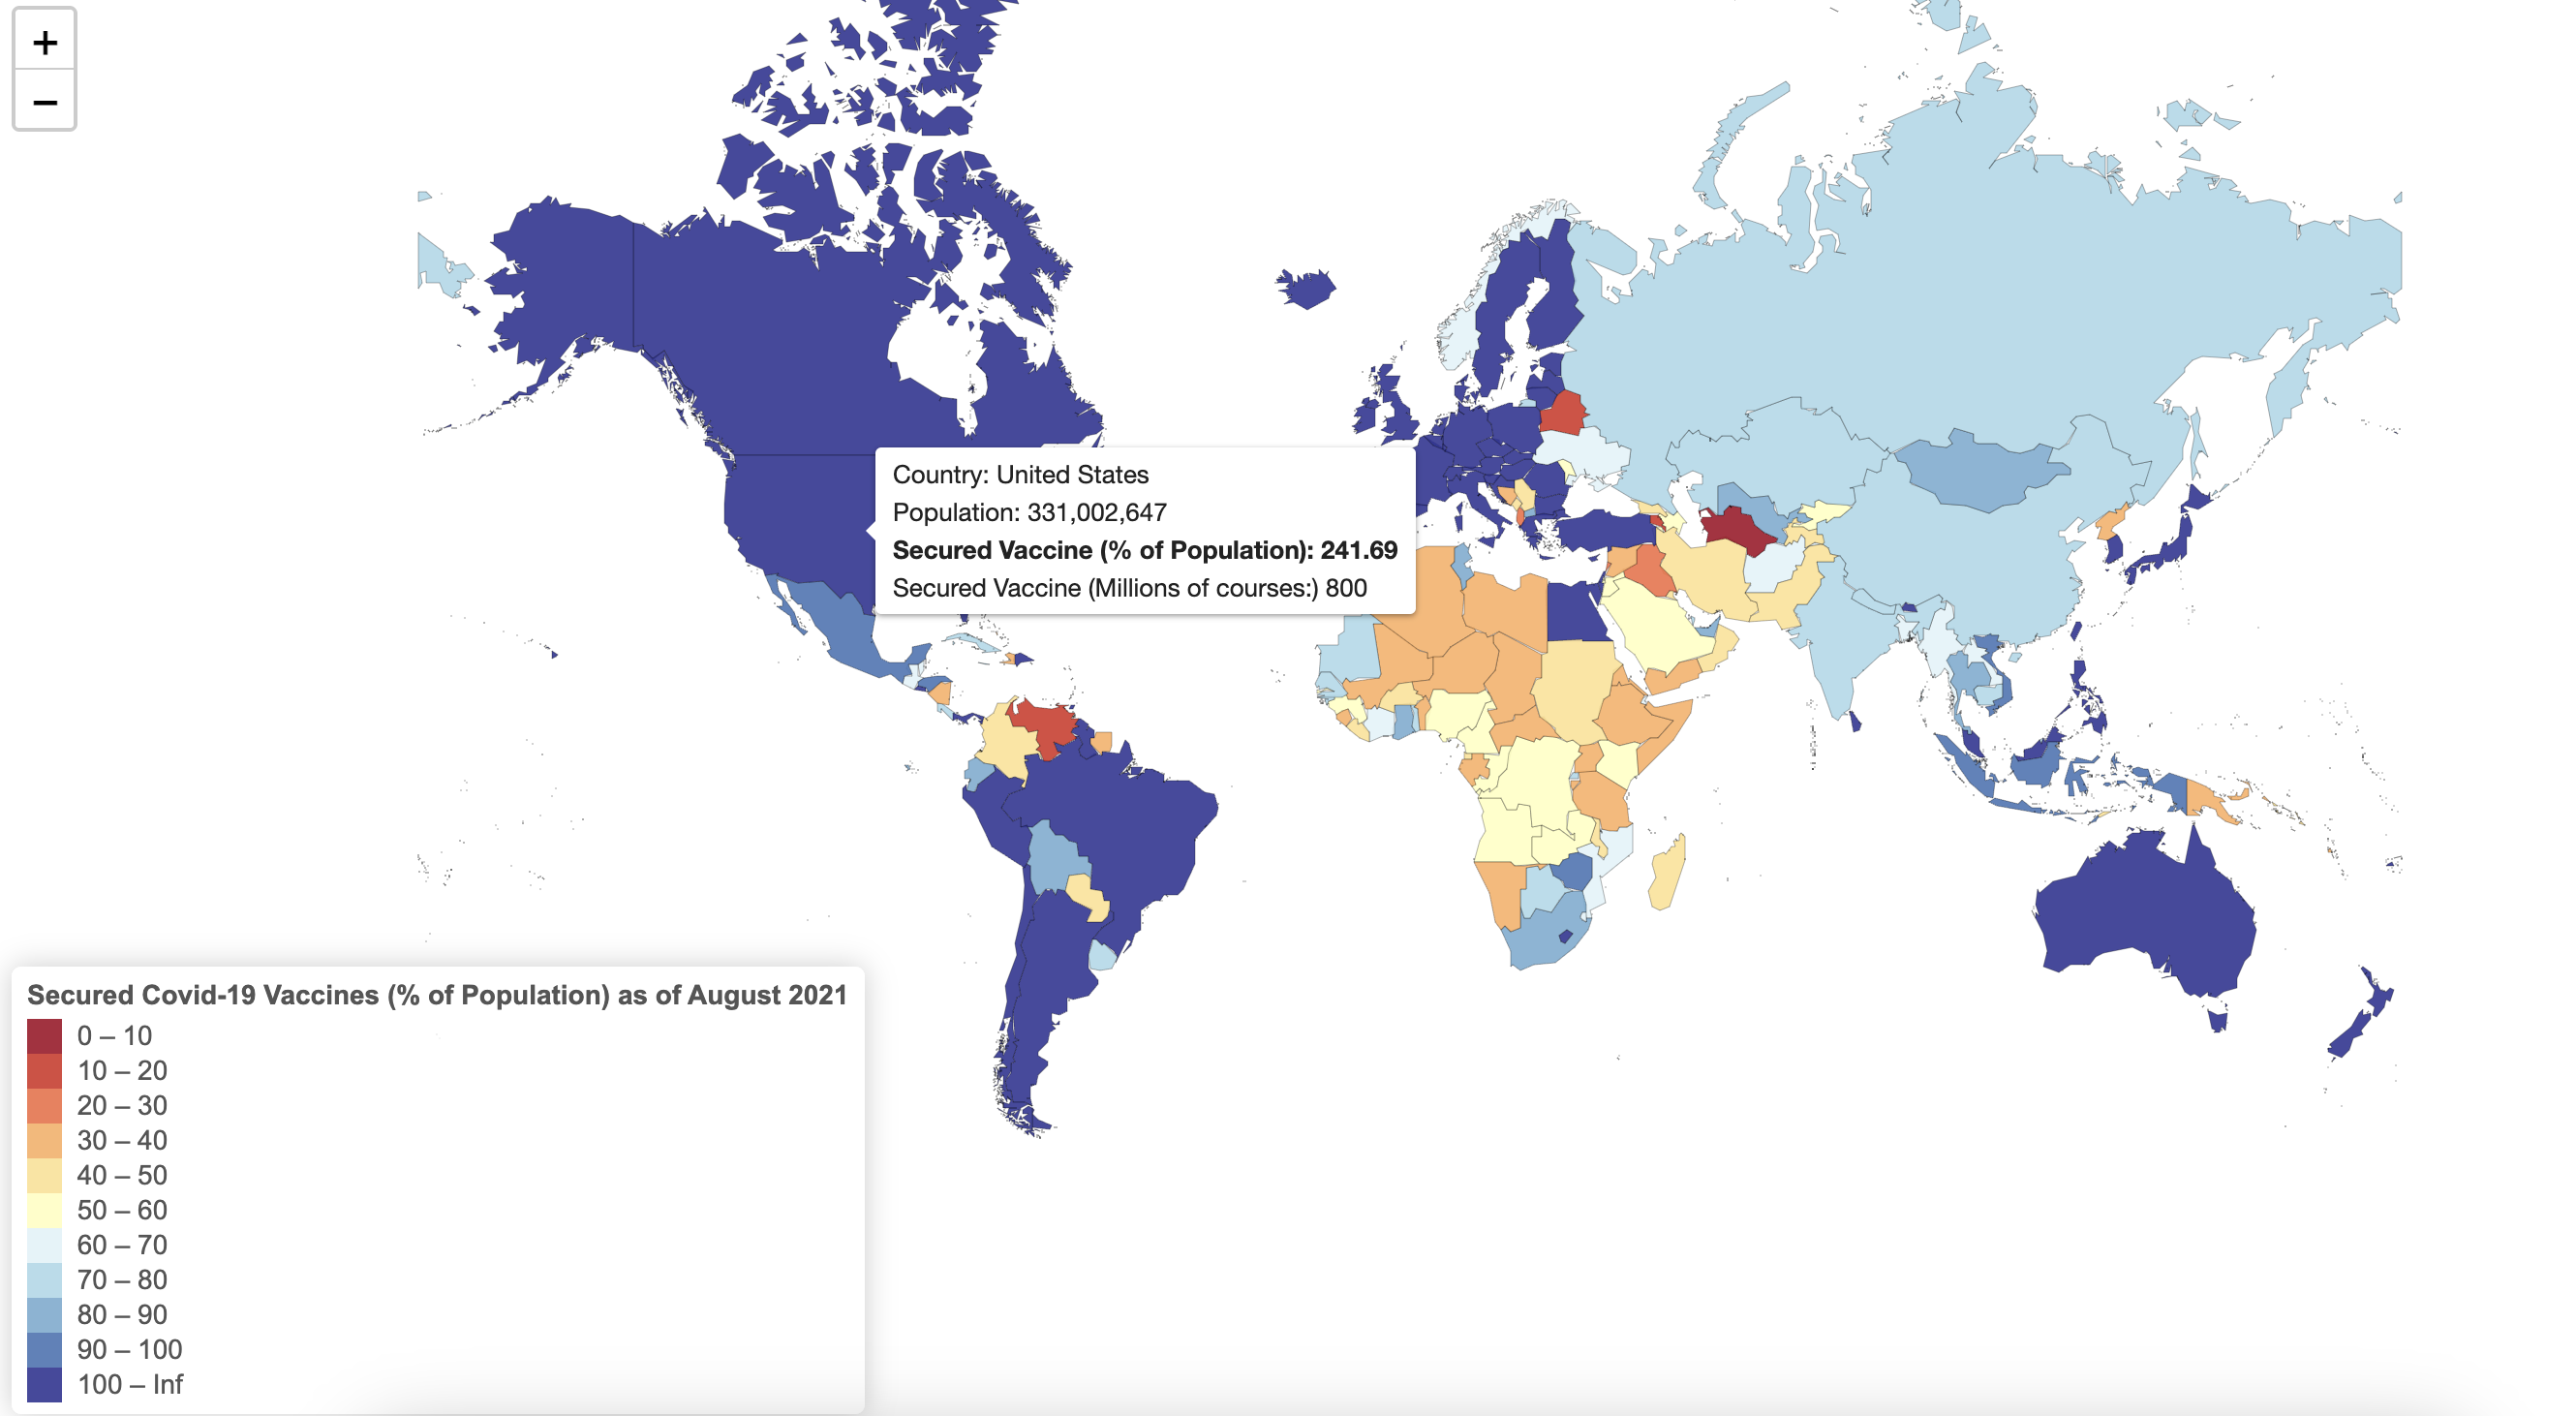 +
−
Country: United States
Population: 331,002,647
Secured Vaccine (% of Population): 241.69
Secured Vaccine (Millions of courses:) 800
Secured Covid-19 Vaccines (% of Population) as of August 2021
0 – 10
10 – 20
20 – 30
30 – 40
40 – 50
50 – 60
60 – 70
70 – 80
80 – 90
90 – 100
100 – Inf